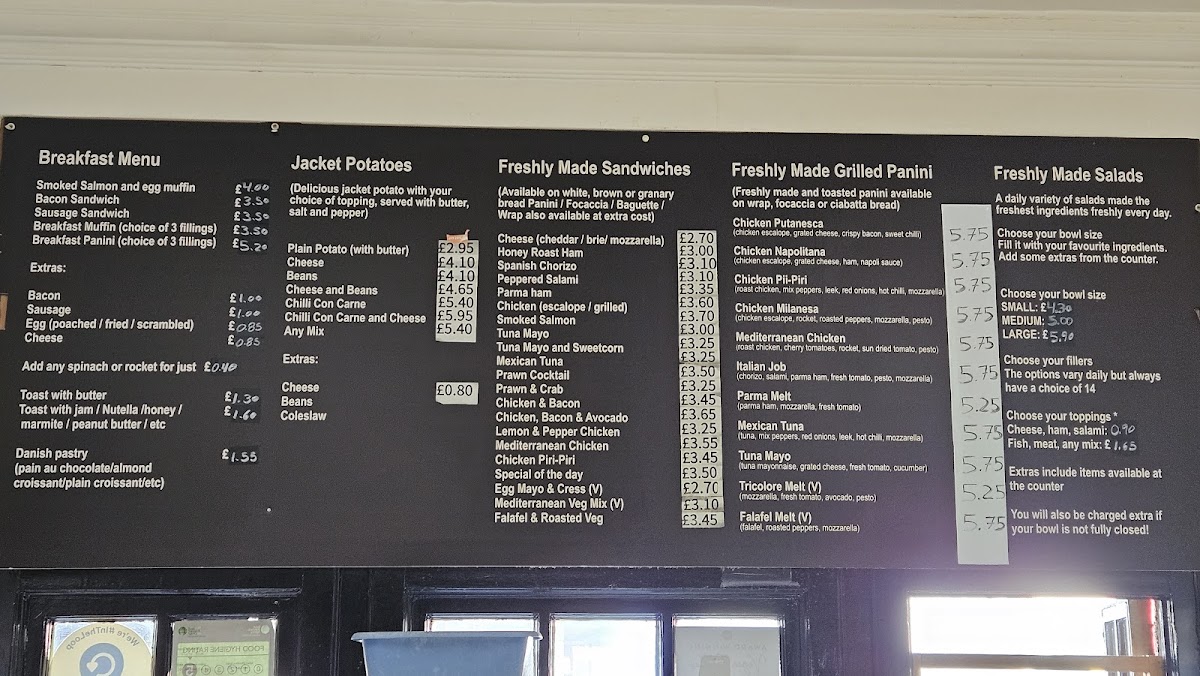 Breakfast Menu
Smoked Salmon and egg muffin £4.00
Bacon Sandwich £3.50
Sausage Sandwich £3.50
Breakfast Muffin (choice of 3 fillings) £3.50
Breakfast Panini (choice of 3 fillings) £5.20
Extras:
Bacon £1.00
Sausage £1.00
Egg (poached / fried / scrambled) £0.85
Cheese £0.85
Add any spinach or rocket for just £0.40
Toast with butter £1.30
Toast with jam / Nutella /honey / £1.60
marmite / peanut butter / etc
Danish pastry £1.55
(pain au chocolate/almond
croissant/plain croissant/etc)
Jacket Potatoes
(Delicious jacket potato with your
choice of topping, served with butter,
salt and pepper)
Plain Potato (with butter) £2.95
Cheese £4.10
Beans £4.10
Cheese and Beans £4.65
Chilli Con Carne £5.40
Chilli Con Carne and Cheese £5.95
Any Mix £5.40
Extras:
Cheese £0.80
Beans
Coleslaw
Freshly Made Sandwiches
(Available on white, brown or granary
bread Panini / Focaccia / Baguette /
Wrap also available at extra cost)
Cheese (cheddar / brie/ mozzarella) £2.70
Honey Roast Ham £3.00
Spanish Chorizo £3.10
Peppered Salami £3.10
Parma ham £3.35
Chicken (escalope / grilled) £3.60
Smoked Salmon £3.70
Tuna Mayo £3.00
Tuna Mayo and Sweetcorn £3.25
Mexican Tuna £3.25
Prawn Cocktail £3.50
Prawn & Crab £3.25
Chicken & Bacon £3.45
Chicken, Bacon & Avocado £3.65
Lemon & Pepper Chicken £3.25
Mediterranean Chicken £3.55
Chicken Piri-Piri £3.45
Special of the day £3.50
Egg Mayo & Cress (V) £2.70
Mediterranean Veg Mix (V) £3.10
Falafel & Roasted Veg £3.45
Freshly Made Grilled Panini
(Freshly made and toasted panini available
on wrap, focaccia or ciabatta bread)
Chicken Putanesca 5.75
(chicken escalope, grated cheese, crispy bacon, sweet chilli)
Chicken Napolitana 5.75
(chicken escalope, grated cheese, ham, napoli sauce)
Chicken Pii-Piri 5.75
(roast chicken, mix peppers, leek, red onions, hot chilli, mozzarella)
Chicken Milanesa 5.75
(chicken escalope, rocket, roasted peppers, mozzarella, pesto)
Mediterranean Chicken 5.75
(roast chicken, cherry tomatoes, rocket, sun dried tomato, pesto)
Italian Job 5.75
(chorizo, salami, parma ham, fresh tomato, pesto, mozzarella)
Parma Melt 5.25
(parma ham, mozzarella, fresh tomato)
Mexican Tuna 5.75
(tuna, mix peppers, red onions, leek, hot chilli, mozzarella)
Tuna Mayo 5.75
(tuna mayonnaise, grated cheese, fresh tomato, cucumber)
Tricolore Melt (V) 5.25
(mozzarella, fresh tomato, avocado, pesto)
Falafel Melt (V) 5.75
(falafel, roasted peppers, mozzarella)
Freshly Made Salads
A daily variety of salads made the
freshest ingredients freshly every day.
Choose your bowl size
Fill it with your favourite ingredients.
Add some extras from the counter.
Choose your bowl size
SMALL: £4.30
MEDIUM: 5.00
LARGE: £5.90
Choose your fillers
The options vary daily but always
have a choice of 14
Choose your toppings *
Cheese, ham, salami: 0.90
Fish, meat, any mix: £1.65
Extras include items available at
the counter
You will also be charged extra if
your bowl is not fully closed!
We're #InTheLoop
FOOD HYGIENE RATING
5